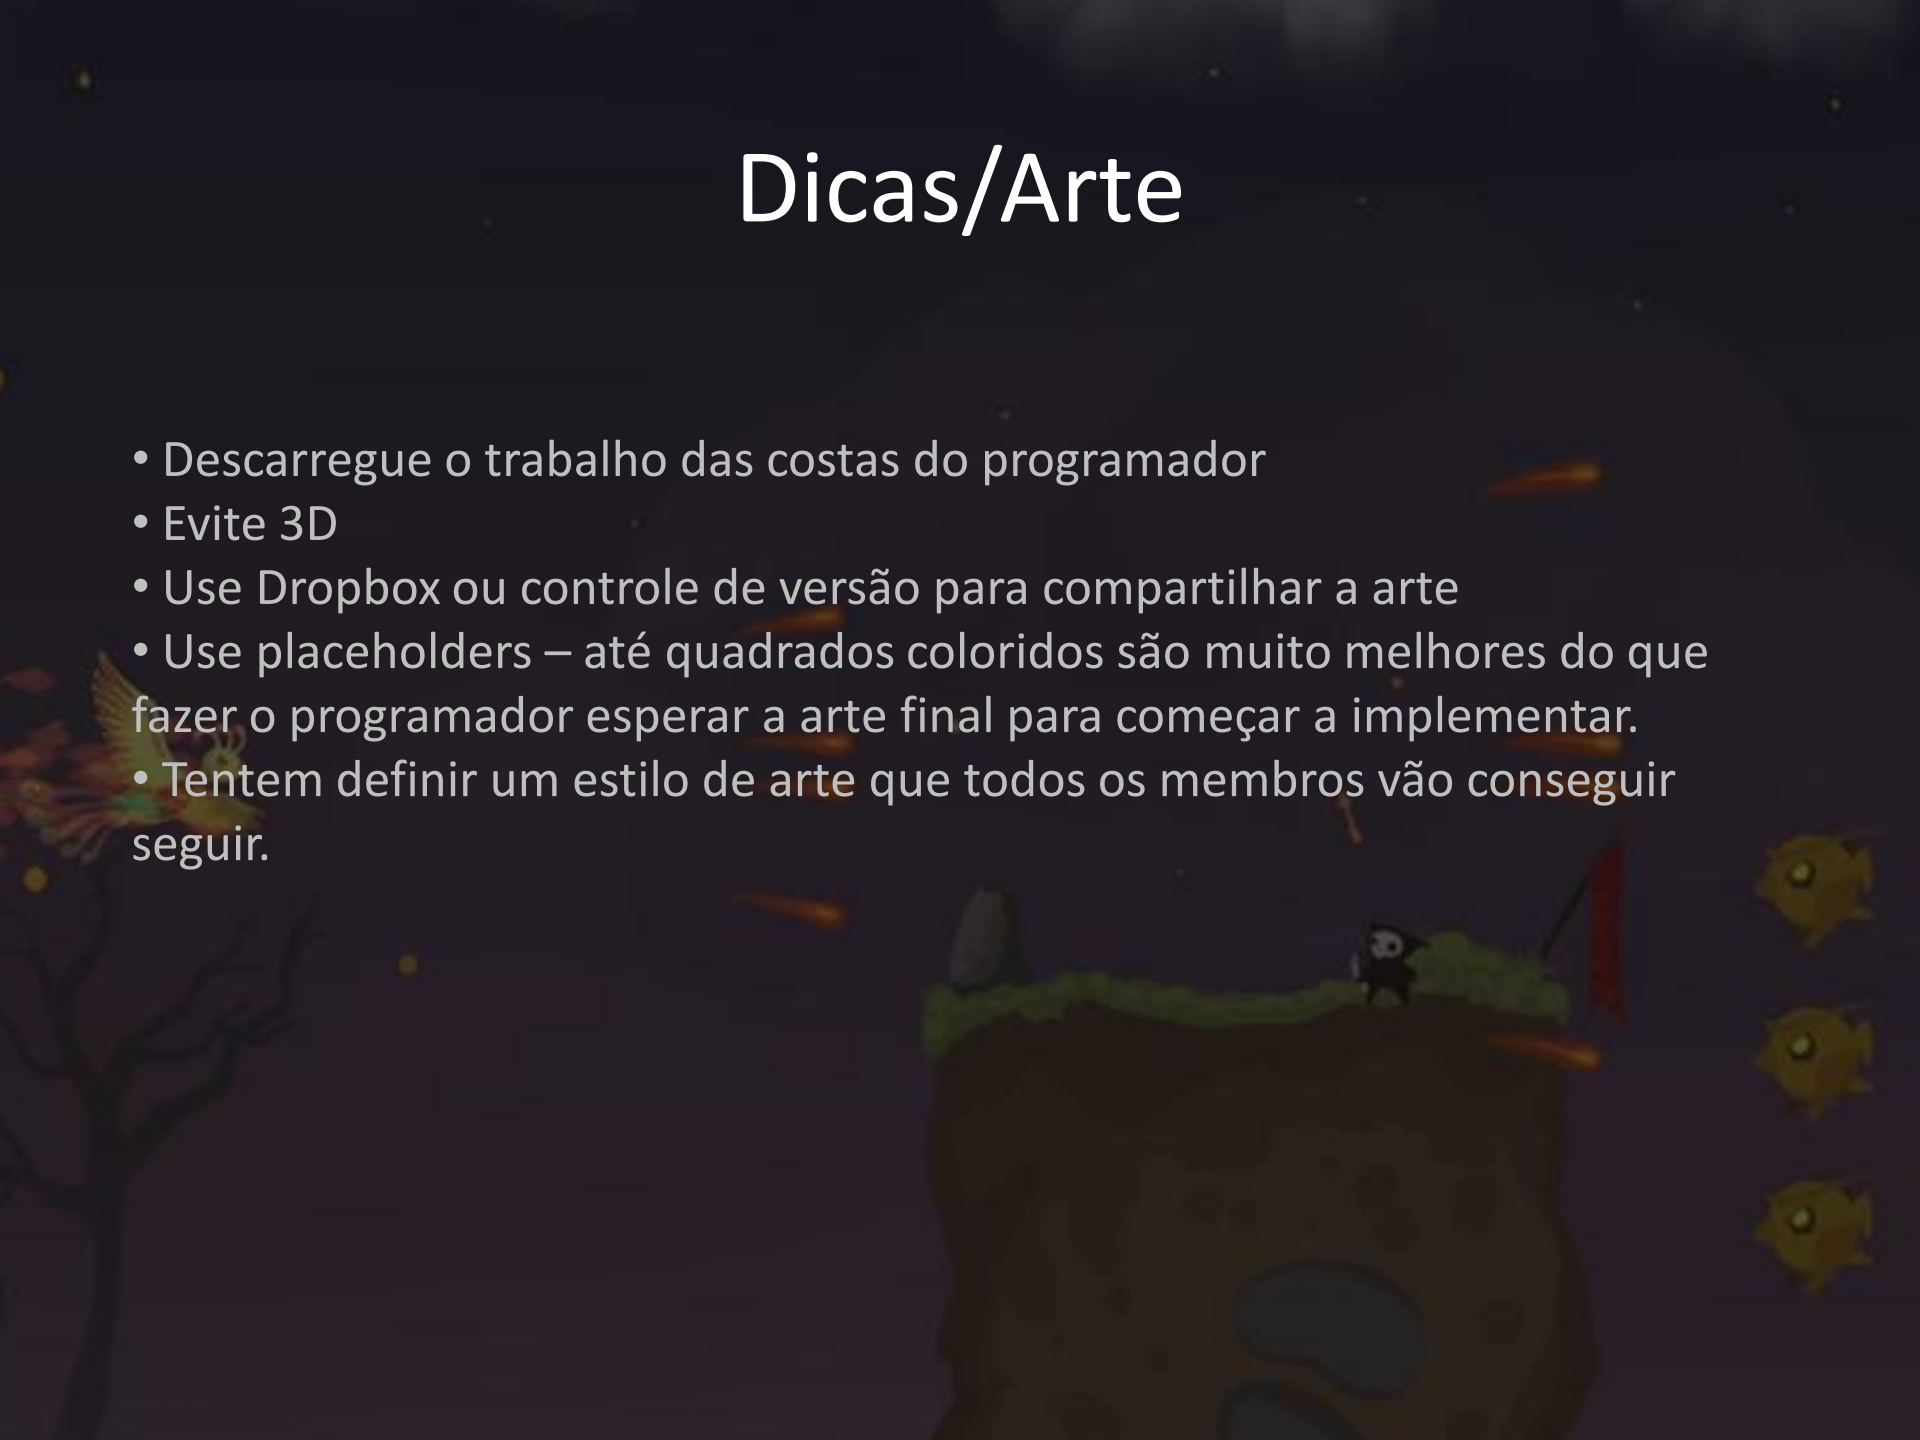 Dicas/Arte
• Descarregue o trabalho das costas do programador
• Evite 3D
• Use Dropbox ou controle de versão para compartilhar a arte
• Use placeholders – até quadrados coloridos são muito melhores do que
fazer o programador esperar a arte final para começar a implementar.
• Tentem definir um estilo de arte que todos os membros vão conseguir
seguir.